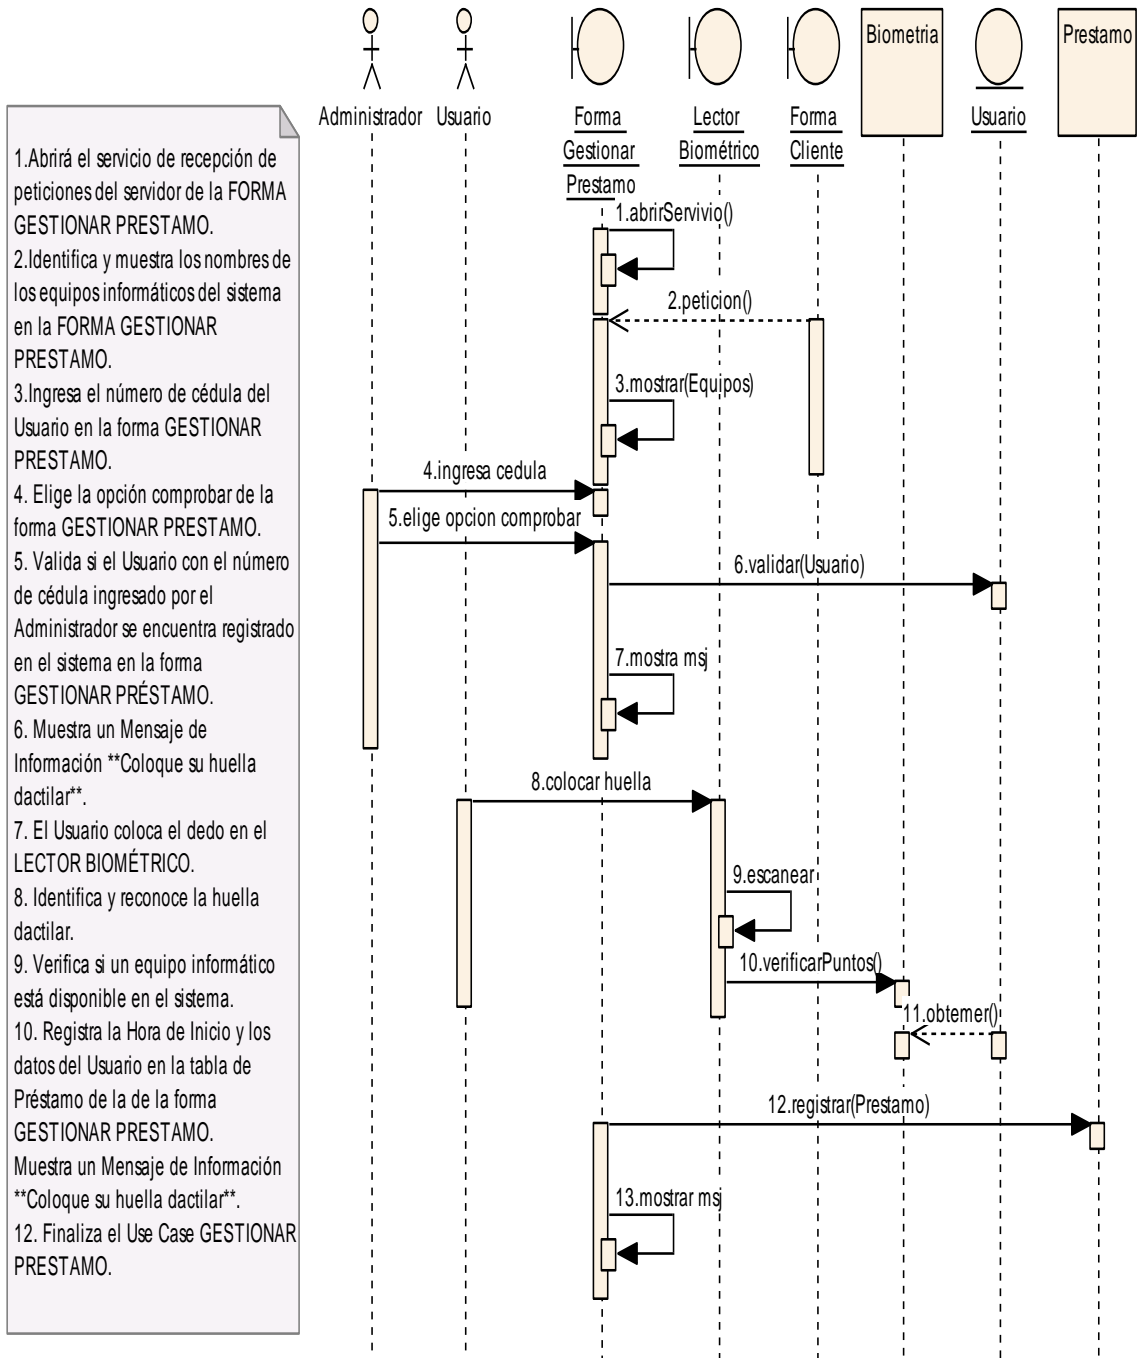 Biometria
Prestamo
Administrador
Usuario
Forma
Gestionar
Prestamo
Lector
Biométrico
Forma
Cliente
Usuario
1.Abrirá el servicio de recepción de
peticiones del servidor de la FORMA
GESTIONAR PRESTAMO.
2.Identifica y muestra los nombres de
los equipos informáticos del sistema
en la FORMA GESTIONAR
PRESTAMO.
3.Ingresa el número de cédula del
Usuario en la forma GESTIONAR
PRESTAMO.
4. Elige la opción comprobar de la
forma GESTIONAR PRESTAMO.
5. Valida si el Usuario con el número
de cédula ingresado por el
Administrador se encuentra registrado
en el sistema en la forma
GESTIONAR PRÉSTAMO.
6. Muestra un Mensaje de
Información **Coloque su huella
dactilar**.
7. El Usuario coloca el dedo en el
LECTOR BIOMÉTRICO.
8. Identifica y reconoce la huella
dactilar.
9. Verifica si un equipo informático
está disponible en el sistema.
10. Registra la Hora de Inicio y los
datos del Usuario en la tabla de
Préstamo de la de la forma
GESTIONAR PRESTAMO.
Muestra un Mensaje de Información
**Coloque su huella dactilar**.
12. Finaliza el Use Case GESTIONAR
PRESTAMO.
1.abrirServivio()
2.peticion()
3.mostrar(Equipos)
4.ingresa cedula
5.elige opcion comprobar
6.validar(Usuario)
7.mostra msj
8.colocar huella
9.escanear
10.verificarPuntos()
11.obtemer()
12.registrar(Prestamo)
13.mostrar msj